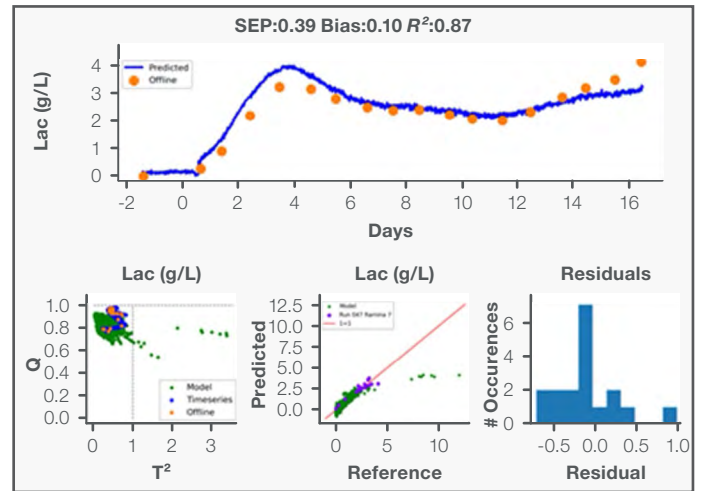 SEP:0.39 Bias:0.10 R²:0.87
Lac (g/L)
4
3
2
1
0
Predicted
Offline
-2 0 2 4 6 8 10 12 14 16
Days
Lac (g/L)
Q
1.0
0.8
0.6
0.4
0.2
0.0
Model
Timeseries
Offline
0 1 2 3
T²
Lac (g/L)
Predicted
12.5
10.0
7.5
5.0
2.5
0.0
Model
1:1
0 5 10
Reference
Residuals
# Occurences
6
4
2
0
-0.5 0.0 0.5 1.0
Residual